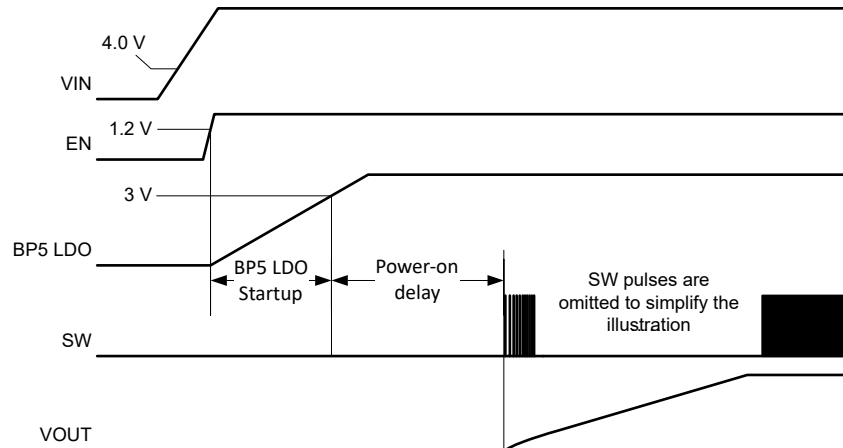 4.0 V
VIN
1.2 V
EN
3 V
BP5 LDO
BP5 LDO
Startup
Power-on
delay
SW pulses are
omitted to simplify the
illustration
SW
VOUT